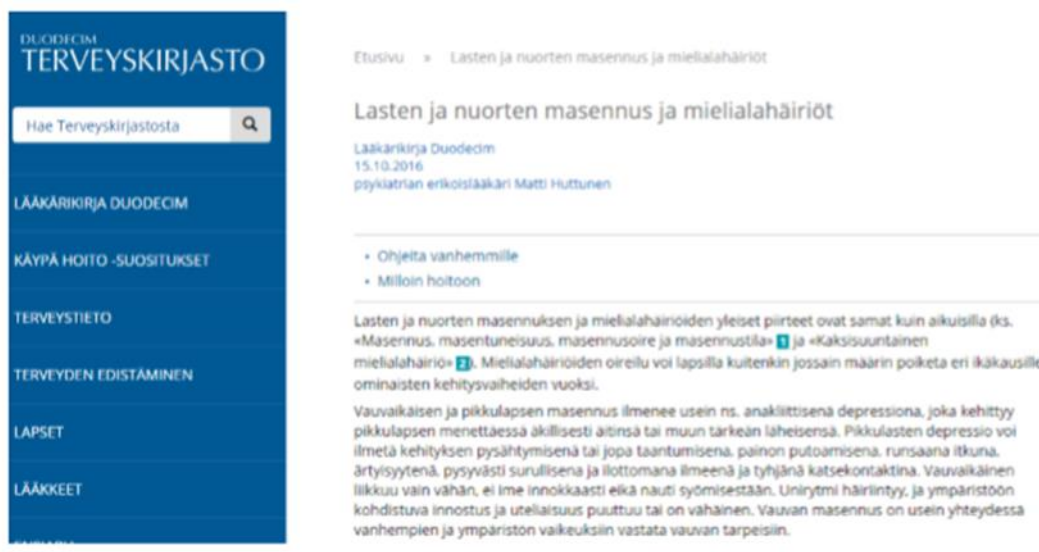 DUODECIM
TERVEYSKIRJASTO
Hae Terveyskirjastosta
LÄÄKÄRIKIRJA DUODECIM
KÄYPÄ HOITO -SUOSITUKSET
TERVEYSTIETO
TERVEYDEN EDISTÄMINEN
LAPSET
LÄÄKKEET
Etusivu » Lasten ja nuorten masennus ja mielialahäiriöt
Lasten ja nuorten masennus ja mielialahäiriöt
Lääkärikirja Duodecim
15.10.2016
psykiatrian erikoislääkäri Matti Huttunen
• Ohjeita vanhemmille
• Milloin hoitoon
Lasten ja nuorten masennuksen ja mielialahäiriöiden yleiset piirteet ovat samat kuin aikuisilla (ks.
«Masennus, masentuneisuus, masennusoire ja masennustila» 1 ja «Kaksisuuntainen
mielialahäiriö» 2). Mielialahäiriöiden oireilu voi lapsilla kuitenkin jossain määrin poiketa eri ikäkausille
ominaisten kehitysvaiheiden vuoksi.
Vauvaikäisen ja pikkulapsen masennus ilmenee usein ns. anakliittisenä depressiona, joka kehittyy
pikkulapsen menettäessä äkillisesti äitinsä tai muun tärkeän läheisensä. Pikkulasten depressio voi
ilmetä kehityksen pysähtymisenä tai jopa taantumisena, painon putoamisena, runsaana itkuna,
ärtyisyytenä, pysyvästi surullisena ja ilottomana ilmeenä ja tyhjänä katsekontaktina. Vauvaikäinen
liikkuu vain vähän, ei ime innokkaasti eikä nauti syömisestään. Unirytmi häiriintyy, ja ympäristöön
kohdistuva innostus ja uteliaisuus puuttuu tai on vähäinen. Vauvan masennus on usein yhteydessä
vanhempien ja ympäristön vaikeuksiin vastata vauvan tarpeisiin.